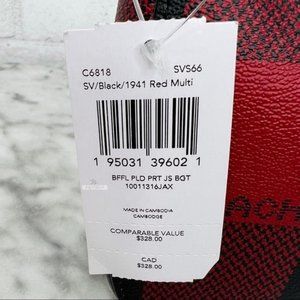 C6818 SVS66
SV/Black/1941 Red Multi
1 95031 39602 1
BFFL PLD PRT JS BGT
10011316JAX
MADE IN CAMBODIA
CAMBODGE
COMPARABLE VALUE
$328.00
CAD
$328.00
ACH